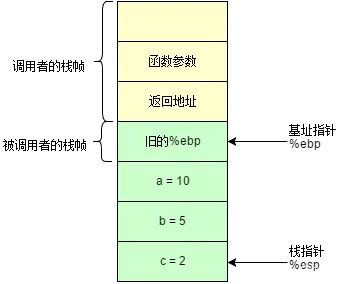 调用者的栈帧
函数参数
返回地址
被调用者的栈帧
旧的%ebp
基址指针
%ebp
a = 10
b = 5
c = 2
栈指针
%esp